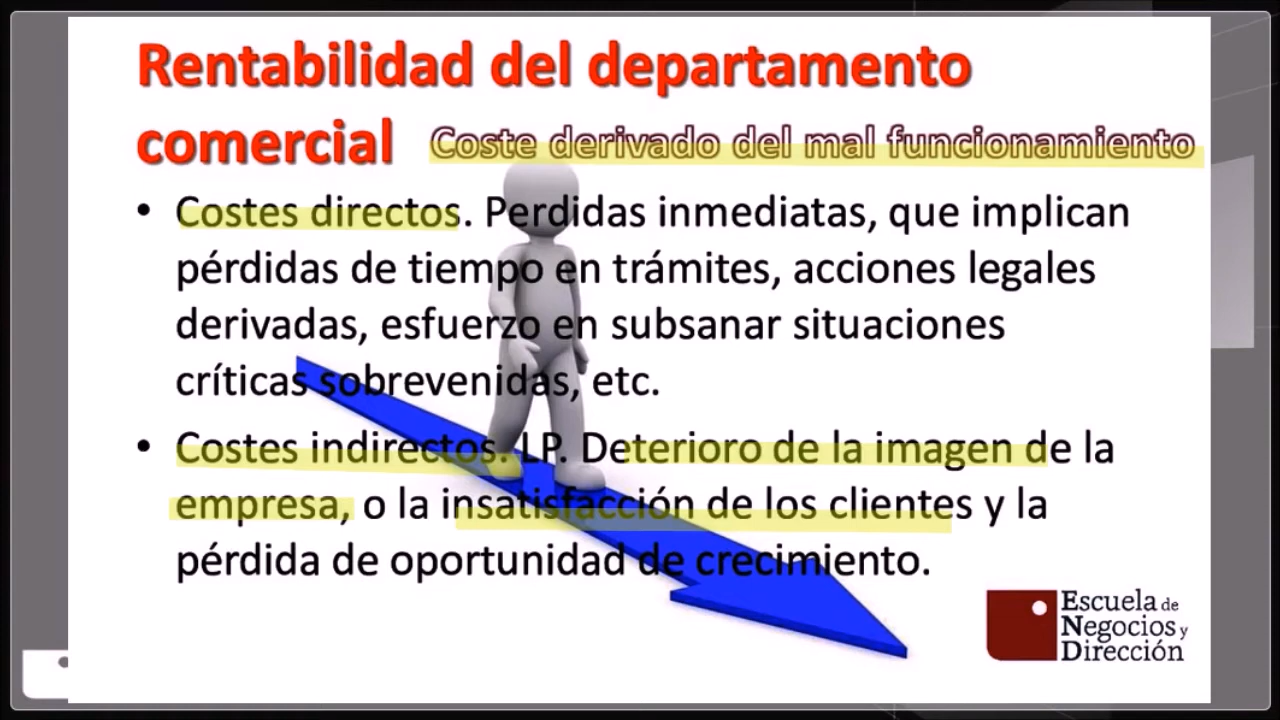 Rentabilidad del departamento
comercial Coste derivado del mal funcionamiento
• Costes directos. Perdidas inmediatas, que implican
pérdidas de tiempo en trámites, acciones legales
derivadas, esfuerzo en subsanar situaciones
críticas sobrevenidas, etc.
• Costes indirectos. LP. Deterioro de la imagen de la
empresa, o la insatisfacción de los clientes y la
pérdida de oportunidad de crecimiento.
Escuela de
Negocios y
Dirección